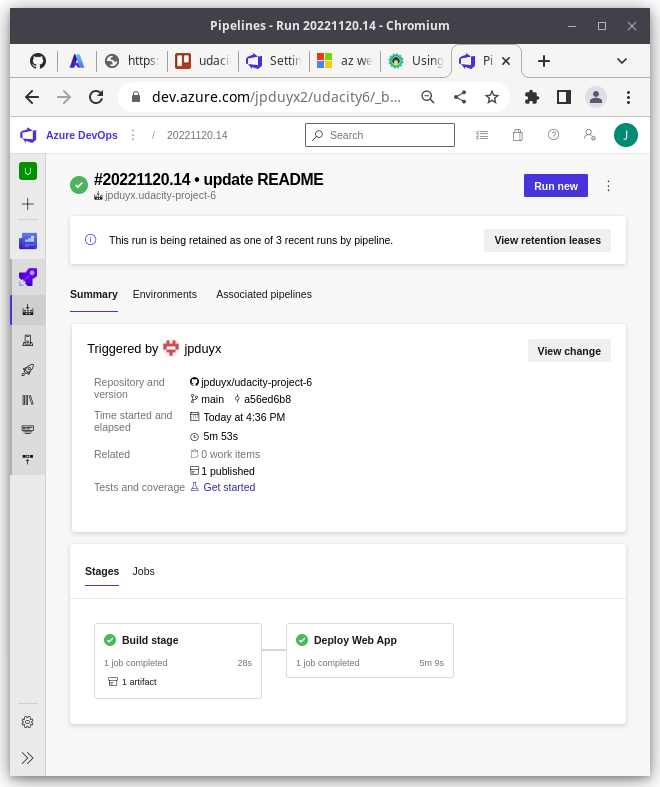 Pipelines - Run 20221120.14 - Chromium
https:
udaci
Settin
az we
Using
Pi
dev.azure.com/jpduyx2/udacity6/_b...
Azure DevOps / 20221120.14
Search
J
U
#20221120.14 • update README
jpduyx.udacity-project-6
Run new
This run is being retained as one of 3 recent runs by pipeline.
View retention leases
Summary Environments Associated pipelines
Triggered by jpduyx
View change
Repository and version
jpduyx/udacity-project-6
main a56ed6b8
Time started and elapsed
Today at 4:36 PM
5m 53s
Related
0 work items
1 published
Tests and coverage
Get started
Stages Jobs
Build stage
1 job completed 28s
1 artifact
Deploy Web App
1 job completed 5m 9s